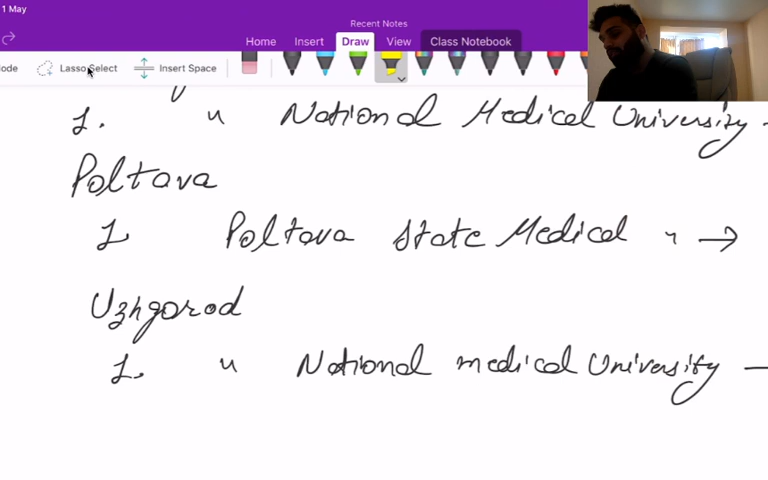 1 May
Recent Notes
Home Insert Draw View Class Notebook
ode Lasso Select Insert Space
1. " National Medical University -
Poltava
1 Poltava State Medical " →
Uzhgorod
1. " National medical University —